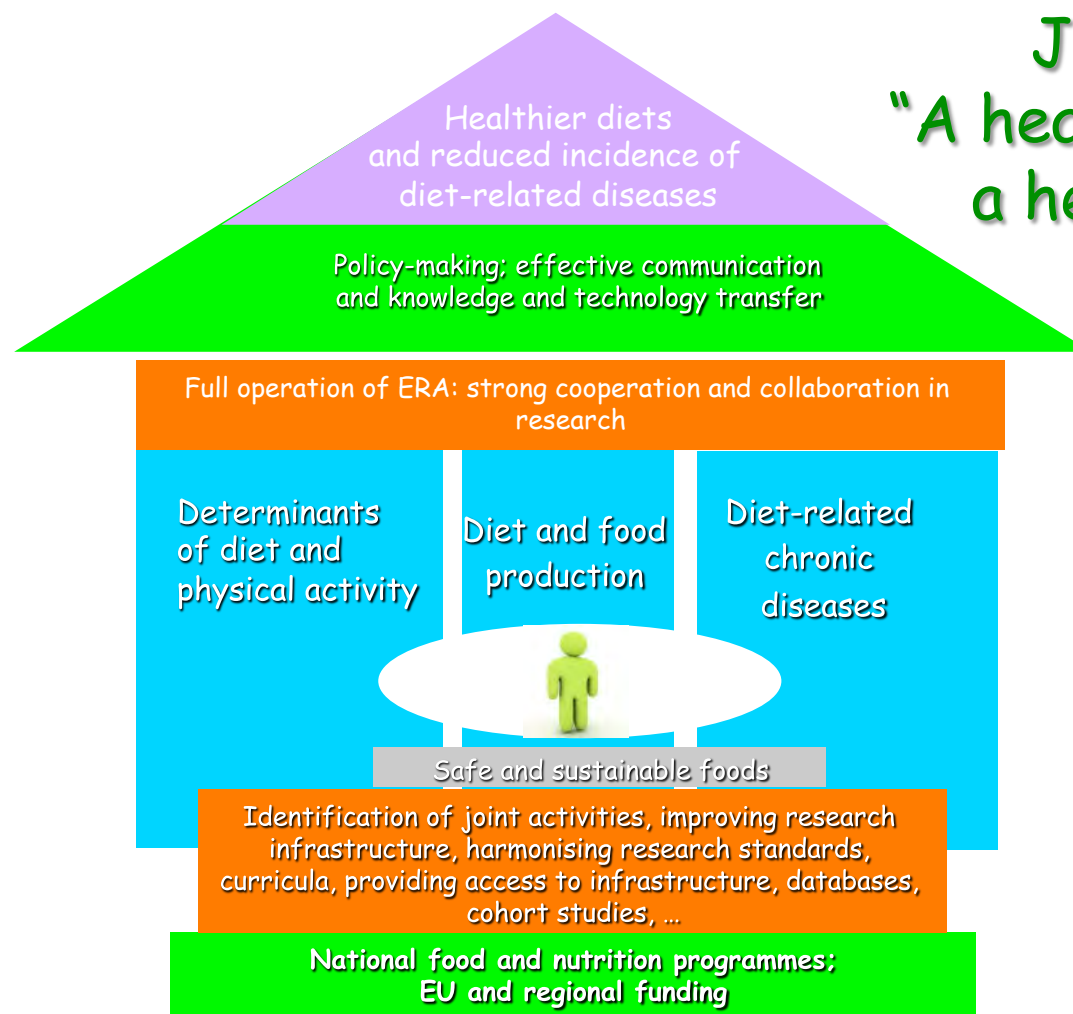 J
“A hea
a he
Healthier diets
and reduced incidence of
diet-related diseases
Policy-making; effective communication
and knowledge and technology transfer
Full operation of ERA: strong cooperation and collaboration in
research
Determinants
of diet and
physical activity
Diet and food
production
Diet-related
chronic
diseases
Safe and sustainable foods
Identification of joint activities, improving research
infrastructure, harmonising research standards,
curricula, providing access to infrastructure, databases,
cohort studies, …
National food and nutrition programmes;
EU and regional funding